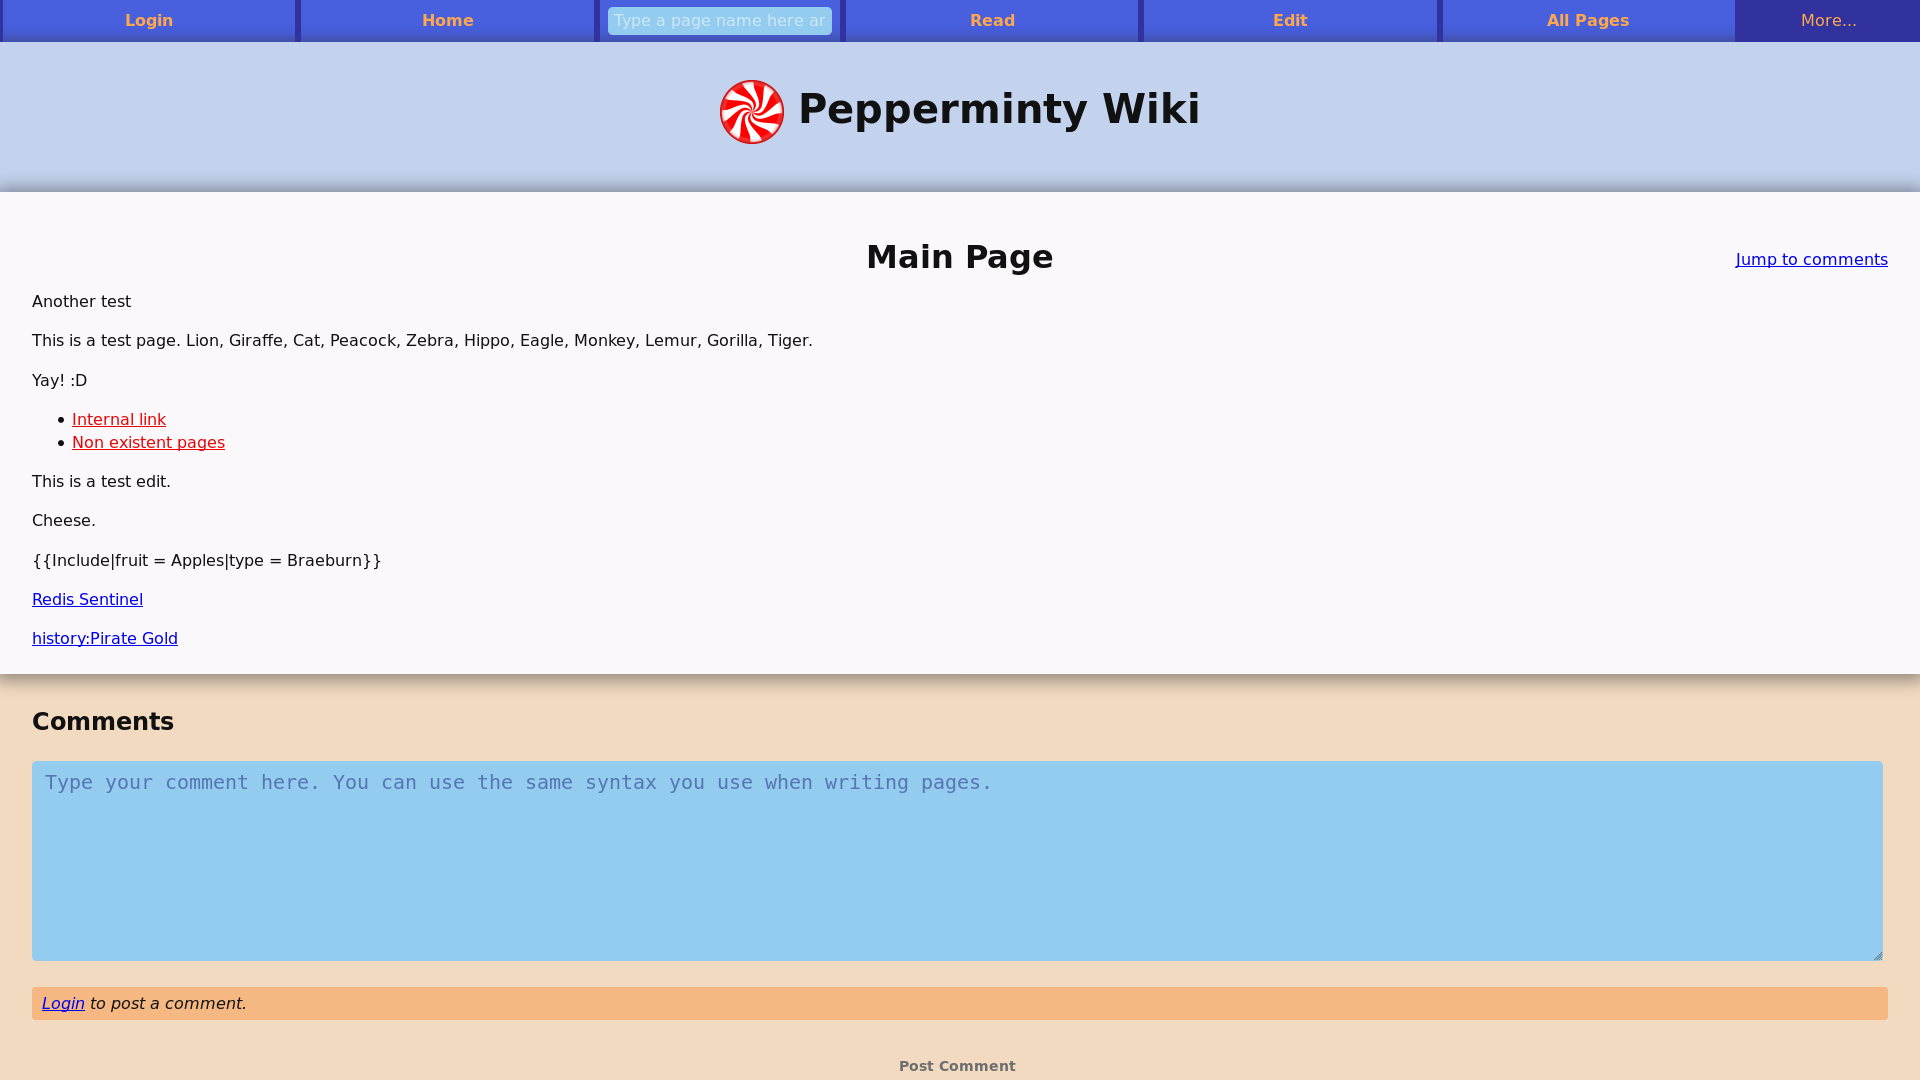 Login
Home
Type a page name here ar
Read
Edit
All Pages
More...
Pepperminty Wiki
Main Page
Jump to comments
Another test
This is a test page. Lion, Giraffe, Cat, Peacock, Zebra, Hippo, Eagle, Monkey, Lemur, Gorilla, Tiger.
Yay! :D
Internal link
Non existent pages
This is a test edit.
Cheese.
{{Include|fruit = Apples|type = Braeburn}}
Redis Sentinel
history:Pirate Gold
Comments
Type your comment here. You can use the same syntax you use when writing pages.
Login to post a comment.
Post Comment